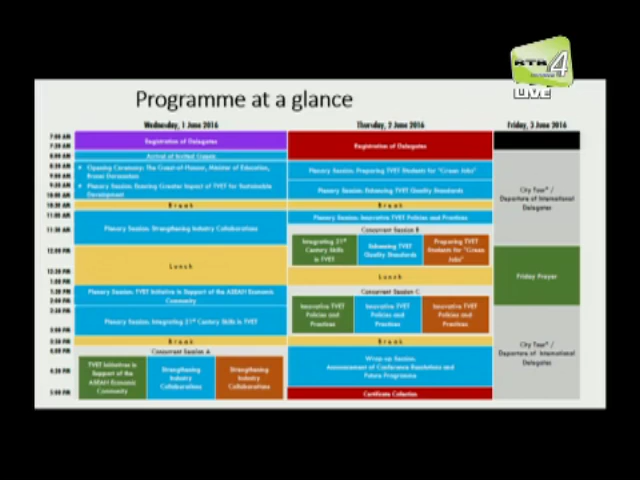 RTB
4
LIVE
Programme at a glance
Wednesday, 1 June 2016
Thursday, 2 June 2016
Friday, 3 June 2016
7:00 AM
7:30 AM
8:00 AM
8:30 AM
9:00 AM
9:30 AM
10:00 AM
10:30 AM
11:00 AM
11:30 AM
12:00 PM
12:30 PM
1:00 PM
1:30 PM
2:00 PM
2:30 PM
3:00 PM
3:30 PM
4:00 PM
4:30 PM
5:00 PM
Registration of Delegates
Arrival of Invited Guests
Opening Ceremony: The Guest-of-Honour, Minister of Education,
Brunei Darussalam
Plenary Session: Ensuring Greater Impact of TVET for Sustainable
Development
Break
Plenary Session: Strengthening Industry Collaborations
Lunch
Plenary Session: TVET Initiative in Support of the ASEAN Economic
Community
Plenary Session: Integrating 21st Century Skills in TVET
Break
Concurrent Session A
TVET Initiatives in
Support of the
ASEAN Economic
Community
Strengthening
Industry
Collaborations
Strengthening
Industry
Collaborations
Registration of Delegates
Plenary Session: Preparing TVET Students for "Green Jobs"
Plenary Session: Enhancing TVET Quality Standards
Break
Plenary Session: Innovative TVET Policies and Practices
Concurrent Session B
Integrating 21st
Century Skills
in TVET
Enhancing TVET
Quality Standards
Preparing TVET
Students for "Green
Jobs"
Lunch
Concurrent Session C
Innovative TVET
Policies and
Practices
Innovative TVET
Policies and
Practices
Innovative TVET
Policies and
Practices
Break
Wrap-up Session:
Announcement of Conference Resolutions and
Future Programme
Certificate Collection
City Tour* /
Departure of International
Delegates
Friday Prayer
City Tour* /
Departure of International
Delegates